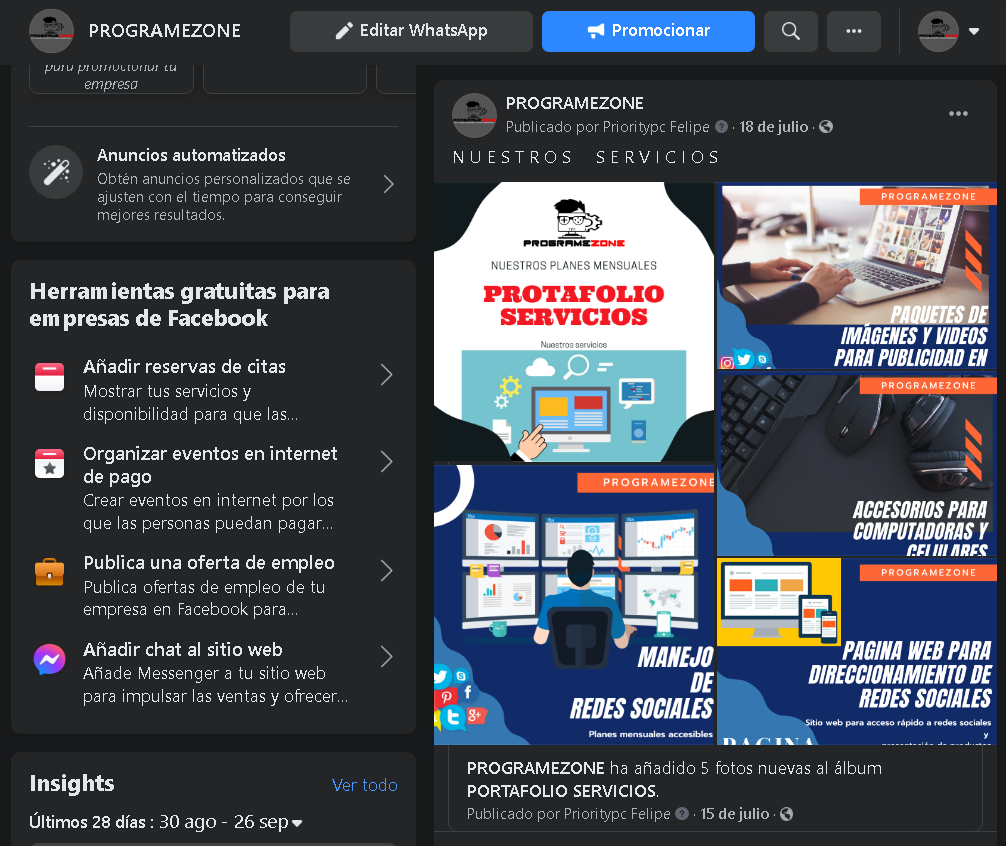 PROGRAMEZONE
Editar WhatsApp
Promocionar
para promocionar tu
empresa
Anuncios automatizados
Obtén anuncios personalizados que se
ajusten con el tiempo para conseguir
mejores resultados.
Herramientas gratuitas para
empresas de Facebook
Añadir reservas de citas
Mostrar tus servicios y
disponibilidad para que las...
Organizar eventos en internet
de pago
Crear eventos en internet por los
que las personas puedan pagar...
Publica una oferta de empleo
Publica ofertas de empleo de tu
empresa en Facebook para...
Añadir chat al sitio web
Añade Messenger a tu sitio web
para impulsar las ventas y ofrecer...
Insights
Ver todo
Últimos 28 días : 30 ago - 26 sep
PROGRAMEZONE
Publicado por Prioritypc Felipe · 18 de julio ·
NUESTROS SERVICIOS
PROGRAMEZONE
NUESTROS PLANES MENSUALES
PROTAFOLIO
SERVICIOS
Nuestros servicios
PROGRAMEZONE
PAQUETES DE
IMÁGENES Y VIDEOS
PARA PUBLICIDAD EN
PROGRAMEZONE
ACCESORIOS PARA
COMPUTADORAS Y
CELULARES
PROGRAMEZONE
MANEJO
DE
REDES SOCIALES
Planes mensuales accesibles
PROGRAMEZONE
PAGINA WEB PARA
DIRECCIONAMIENTO DE
REDES SOCIALES
Sitio web para acceso rápido a redes sociales
y
PAGINA
PROGRAMEZONE ha añadido 5 fotos nuevas al álbum
PORTAFOLIO SERVICIOS.
Publicado por Prioritypc Felipe · 15 de julio ·